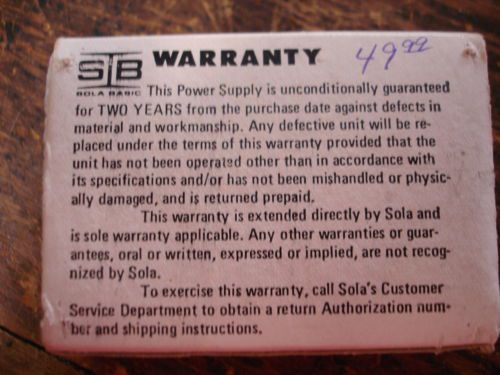 STB WARRANTY 49 99
SOLA BASIC This Power Supply is unconditionally guaranteed
for TWO YEARS from the purchase date against defects in
material and workmanship. Any defective unit will be re-
placed under the terms of this warranty provided that the
unit has not been operated other than in accordance with
its specifications and/or has not been mishandled or physic-
ally damaged, and is returned prepaid.
This warranty is extended directly by Sola and
is sole warranty applicable. Any other warranties or guar-
antees, oral or written, expressed or implied, are not recog-
nized by Sola.
To exercise this warranty, call Sola's Customer
Service Department to obtain a return Authorization num-
ber and shipping instructions.